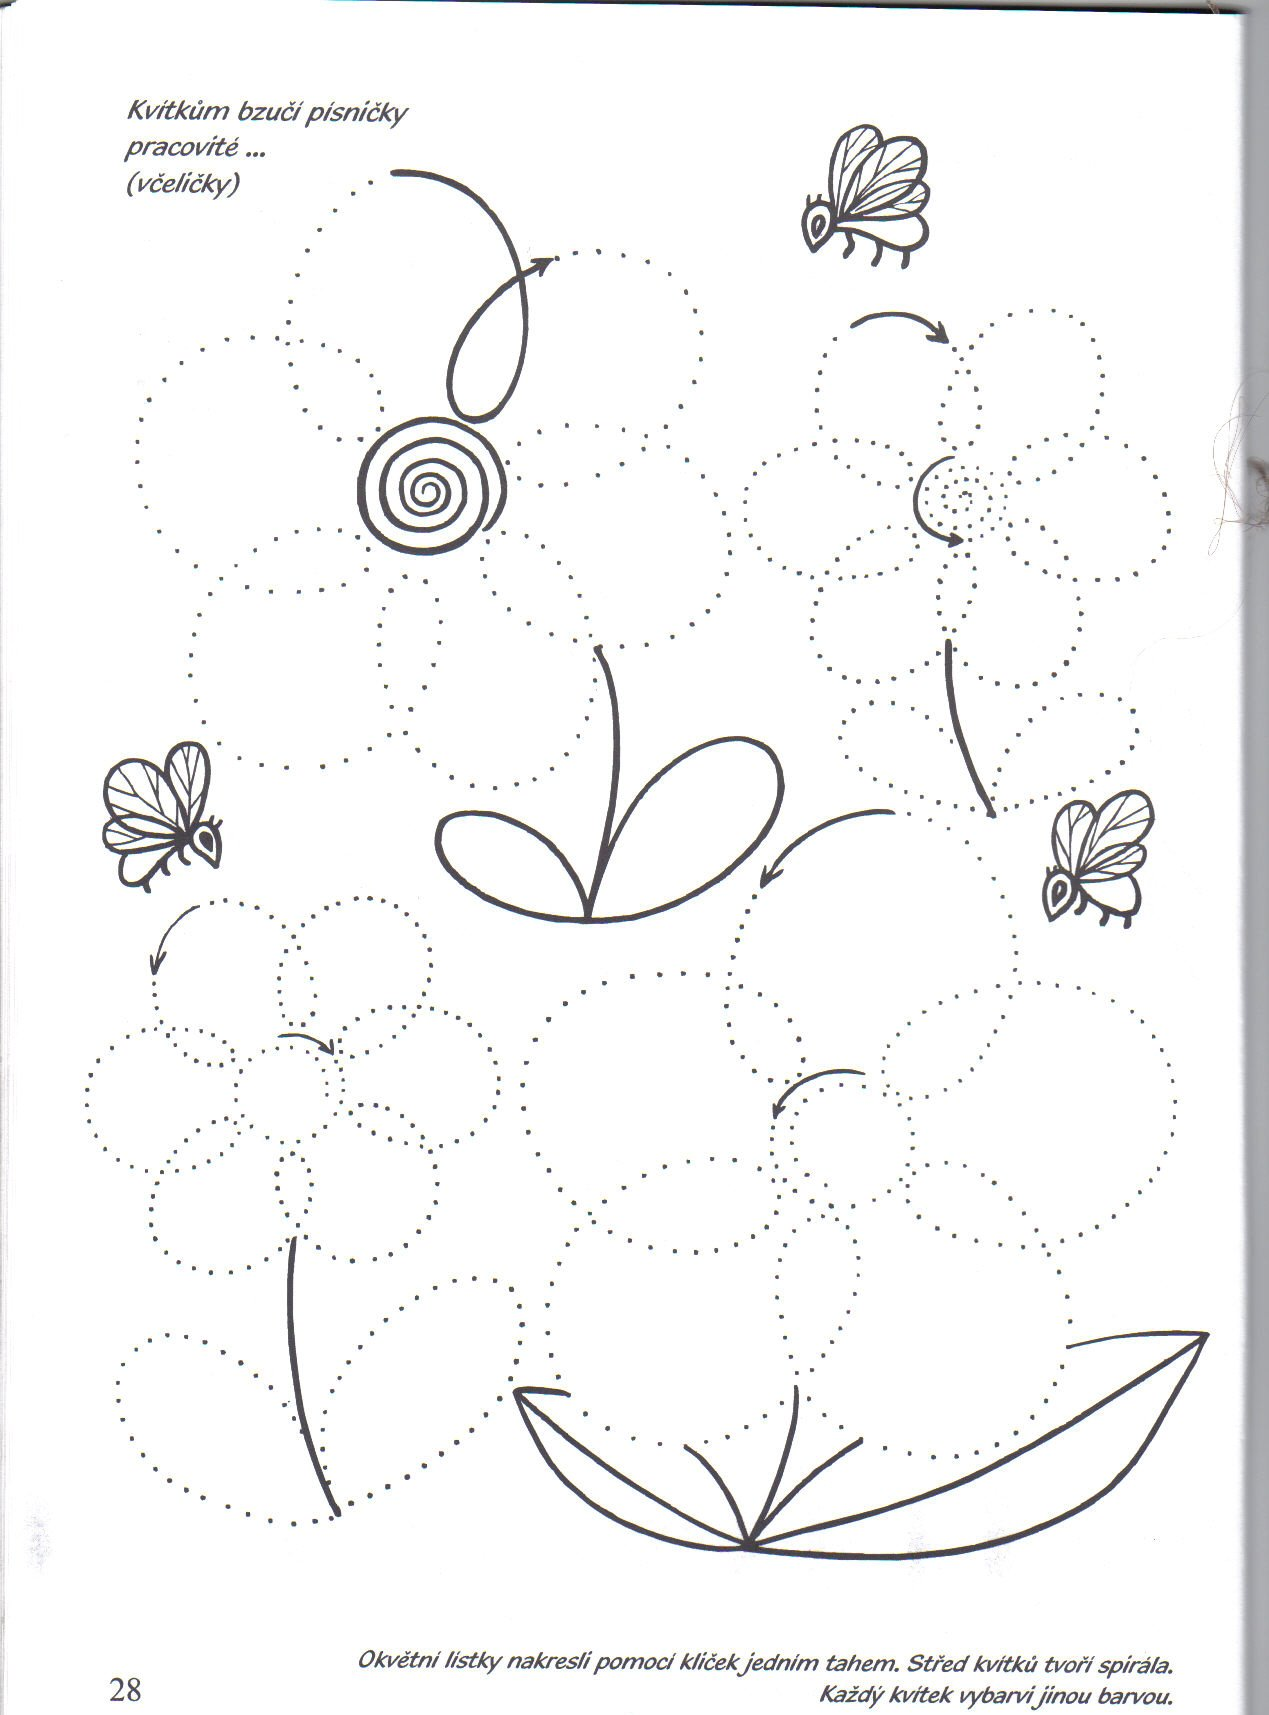 Kvítkům bzučí písničky
pracovité ...
(včeličky)
Okvětní lístky nakresli pomocí kliček jedním tahem. Střed kvítků tvoří spirála.
Každý kvítek vybarvi jinou barvou.
28